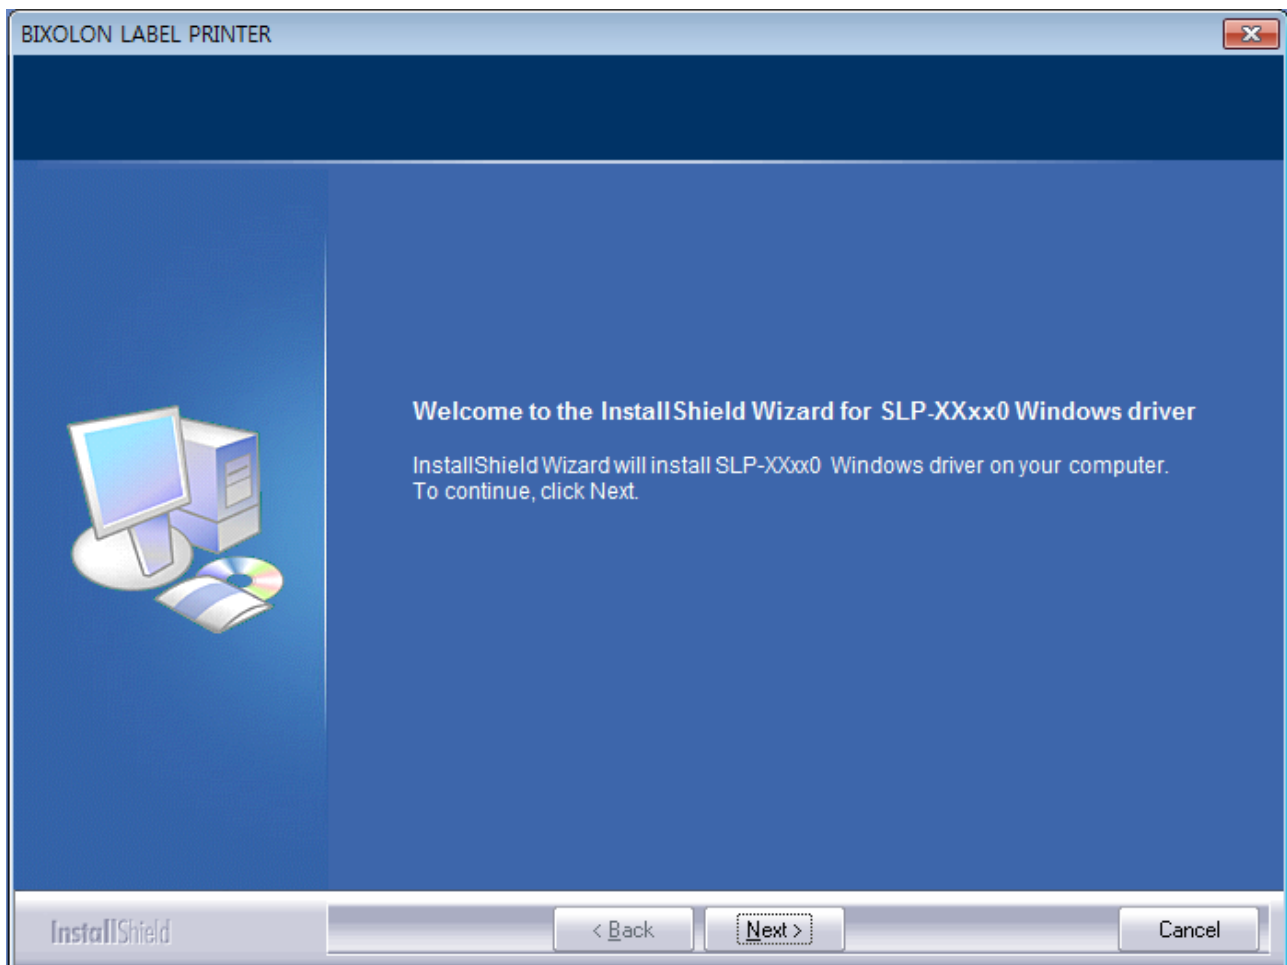 BIXOLON LABEL PRINTER
Welcome to the InstallShield Wizard for SLP-XXxx0 Windows driver
InstallShield Wizard will install SLP-XXxx0 Windows driver on your computer.
To continue, click Next.
InstallShield
< Back
Next >
Cancel